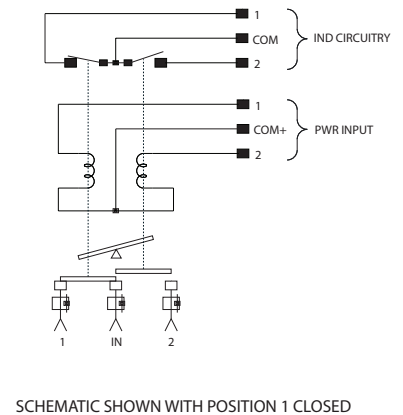 1
COM
IND CIRCUITRY
2
1
COM+
PWR INPUT
2
1
IN
2
SCHEMATIC SHOWN WITH POSITION 1 CLOSED